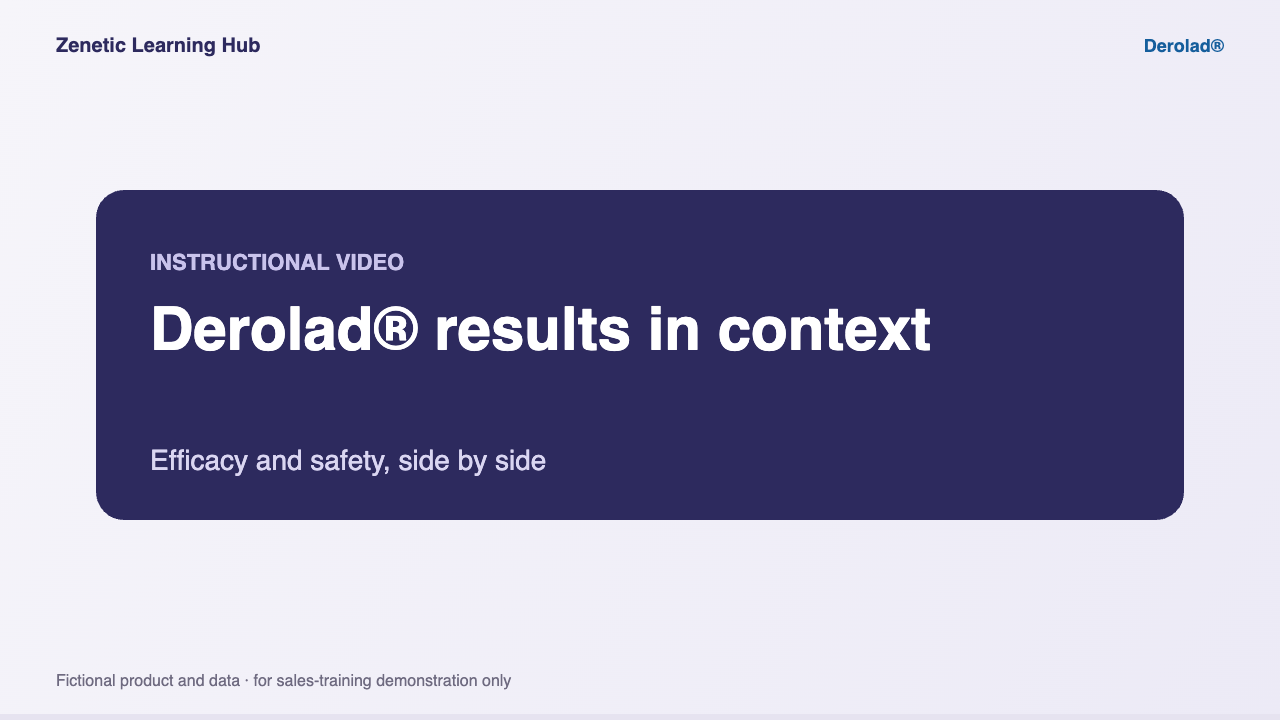 Zenetic Learning Hub
Derolad®
INSTRUCTIONAL VIDEO
Derolad® results in context
Efficacy and safety, side by side
Fictional product and data · for sales-training demonstration only